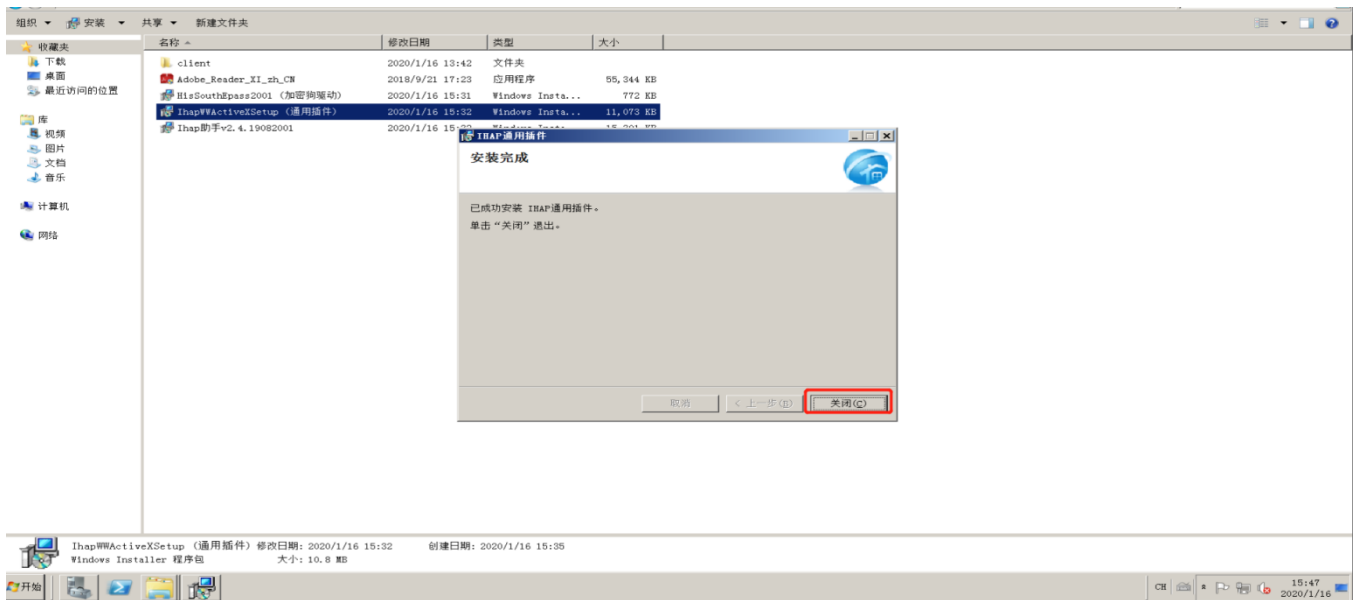 组织 安装 共享 新建文件夹
收藏夹
下载
桌面
最近访问的位置
库
视频
图片
文档
音乐
计算机
网络
名称 修改日期 类型 大小
client 2020/1/16 13:42 文件夹
Adobe_Reader_XI_zh_CN 2018/9/21 17:23 应用程序 55,344 KB
HisSouthEpass2001 (加密狗驱动) 2020/1/16 15:31 Windows Insta... 772 KB
IhapWWActiveXSetup (通用插件) 2020/1/16 15:32 Windows Insta... 11,073 KB
Ihap助手v2.4.19082001 2020/1/16
IHAP通用插件
安装完成
已成功安装 IHAP通用插件。
单击“关闭”退出。
取消 < 上一步(B) 关闭(C)
IhapWWActiveXSetup (通用插件) 修改日期: 2020/1/16 15:32 创建日期: 2020/1/16 15:35
Windows Installer 程序包 大小: 10.8 MB
开始 CH 15:47
2020/1/16